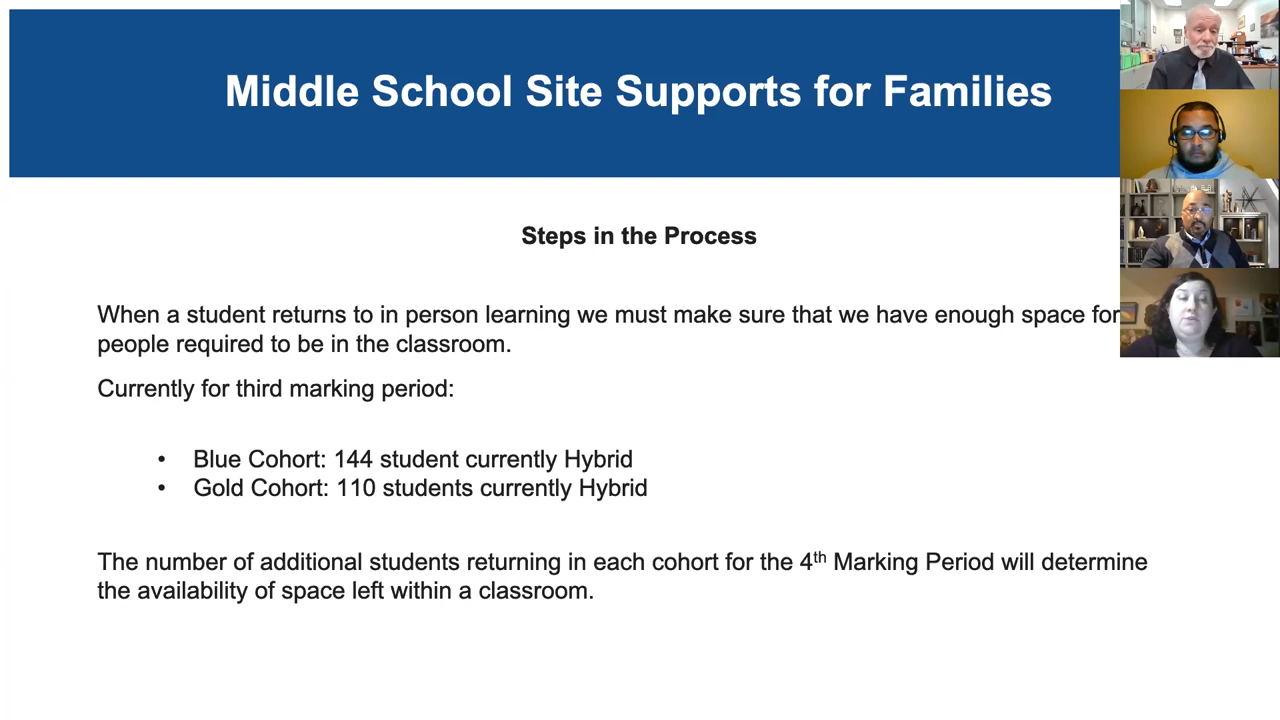 Middle School Site Supports for Families
Steps in the Process
When a student returns to in person learning we must make sure that we have enough space for
people required to be in the classroom.
Currently for third marking period:
• Blue Cohort: 144 student currently Hybrid
• Gold Cohort: 110 students currently Hybrid
The number of additional students returning in each cohort for the 4th Marking Period will determine
the availability of space left within a classroom.